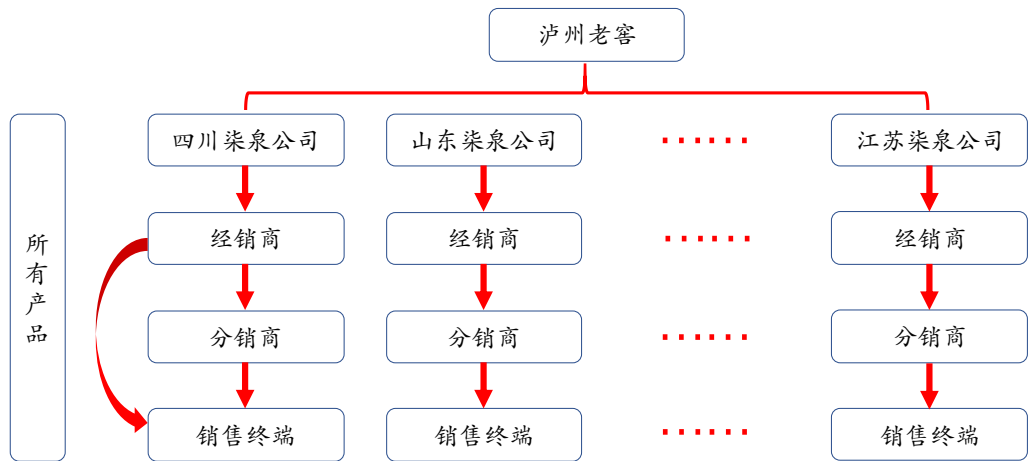 泸州老窖
四川柒泉公司
山东柒泉公司
......
江苏柒泉公司
所有产品
经销商
经销商
......
经销商
分销商
分销商
......
分销商
销售终端
销售终端
......
销售终端